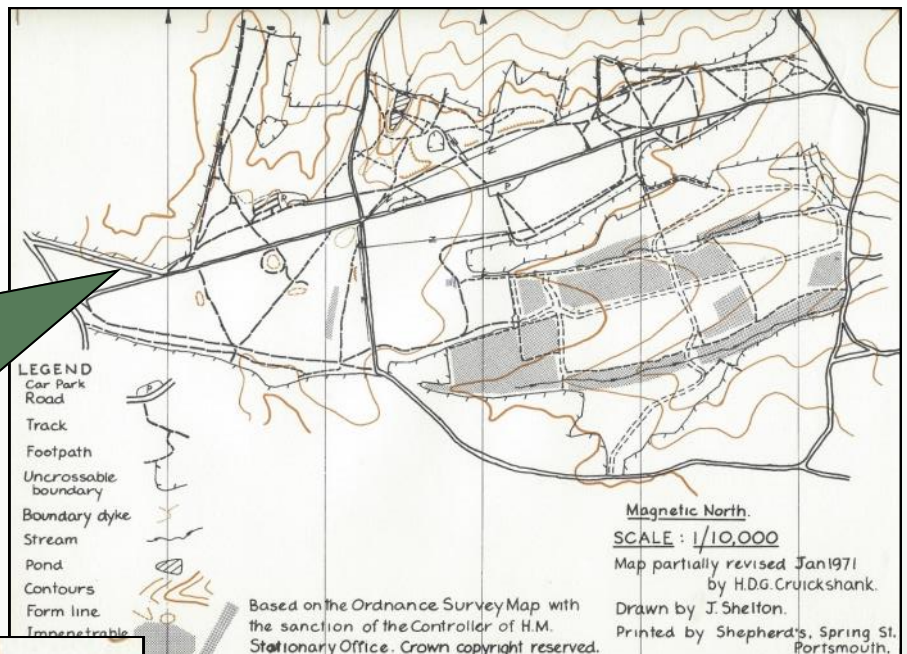 LEGEND
Car Park
Road
Track
Footpath
Uncrossable
boundary
Boundary dyke
Stream
Pond
Contours
Form line
Impenetrable
P
P
P
Magnetic North.
SCALE : 1/10,000
Map partially revised Jan 1971
by H.D.G. Cruickshank.
Drawn by J. Shelton.
Printed by Shepherd's, Spring St.
Portsmouth.
Based on the Ordnance Survey Map with
the sanction of the Controller of H.M.
Stationary Office. Crown copyright reserved.